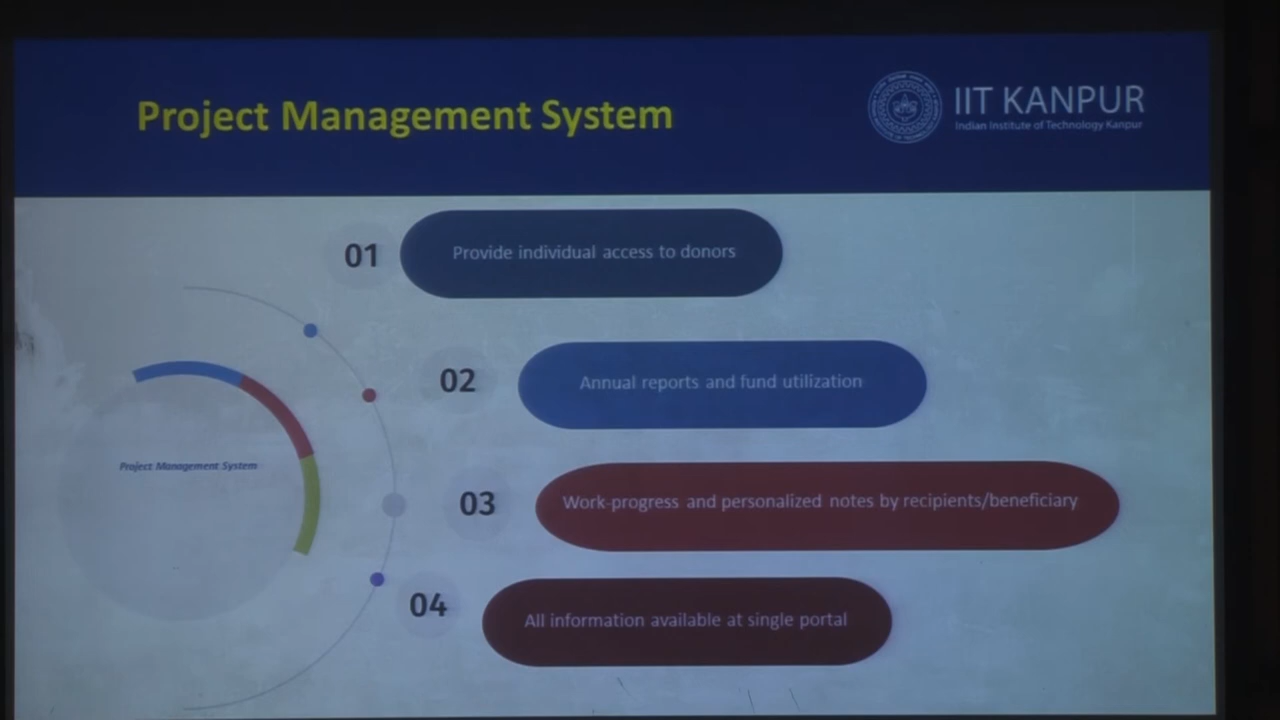 Project Management System
IIT KANPUR
Indian Institute of Technology Kanpur
01
Provide individual access to donors
02
Annual reports and fund utilization
Project Management System
03
Work-progress and personalized notes by recipients/beneficiary
04
All information available at single portal